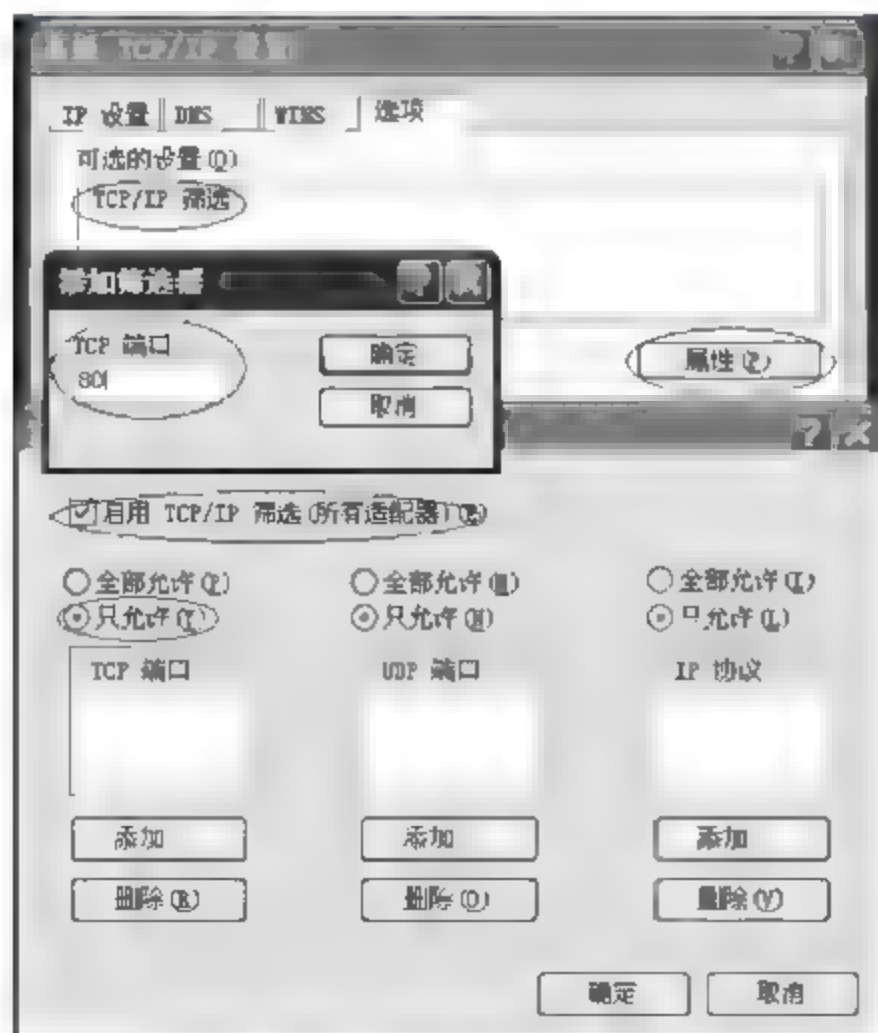 高级 TCP/IP 设置
IP 设置 DNS WINS 选项
可选的设置(O)
TCP/IP 筛选
添加筛选器
TCP 端口
80
确定
取消
属性(P)
启用 TCP/IP 筛选(所有适配器)(E)
全部允许(P) 全部允许(M) 全部允许(I)
只允许(Y) 只允许(N) 只允许(L)
TCP 端口 UDP 端口 IP 协议
添加 添加 添加
删除(R) 删除(O) 删除(V)
确定 取消